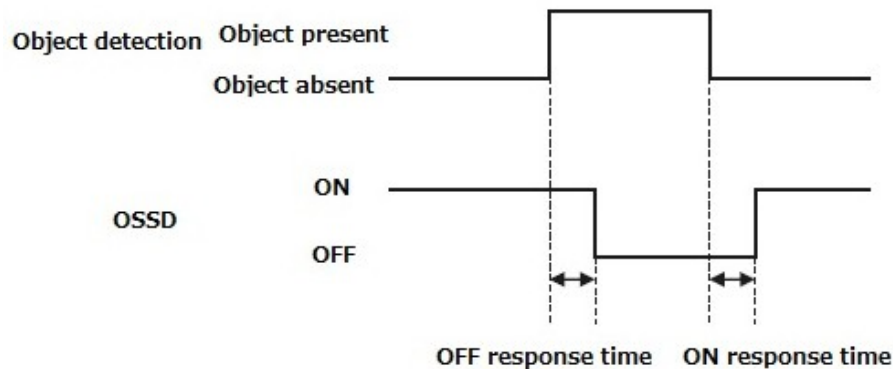 Object detection
Object present
Object absent
OSSD
ON
OFF
OFF response time
ON response time